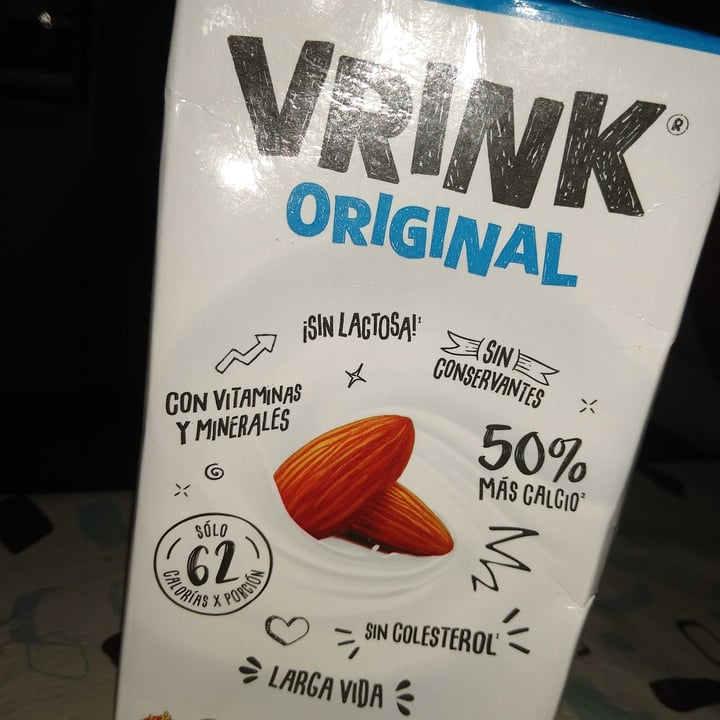 VRINK®
ORIGINAL
¡SIN LACTOSA!¹
SIN
CONSERVANTES
CON VITAMINAS
Y MINERALES
50%
MÁS CALCIO²
SÓLO
62
CALORÍAS X PORCIÓN
SIN COLESTEROL¹
LARGA VIDA